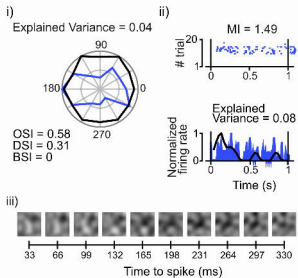 i)
Explained Variance = 0.04
90
180
0
270
OSI = 0.58
DSI = 0.31
BSI = 0
ii)
MI = 1.49
20
# trial
1
0
0.5
1
Explained
Variance = 0.08
Normalized
firing rate
1
0
0
0.5
1
Time (s)
iii)
33 66 99 132 165 198 231 264 297 330
Time to spike (ms)